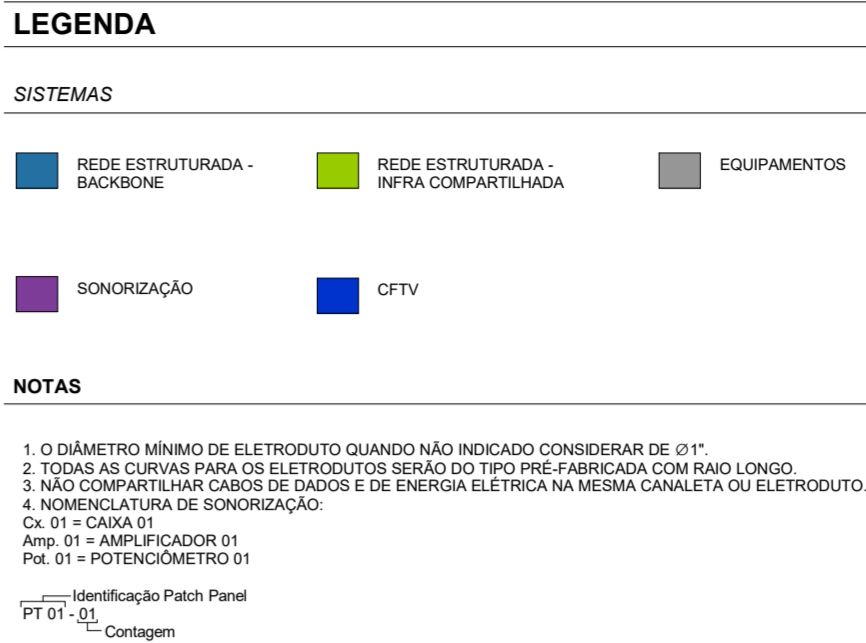 LEGENDA
SISTEMAS
REDE ESTRUTURADA -
BACKBONE
REDE ESTRUTURADA -
INFRA COMPARTILHADA
EQUIPAMENTOS
SONORIZAÇÃO
CFTV
NOTAS
1. O DIÂMETRO MÍNIMO DE ELETRODUTO QUANDO NÃO INDICADO CONSIDERAR DE ∅1".
2. TODAS AS CURVAS PARA OS ELETRODUTOS SERÃO DO TIPO PRÉ-FABRICADA COM RAIO LONGO.
3. NÃO COMPARTILHAR CABOS DE DADOS E DE ENERGIA ELÉTRICA NA MESMA CANALETA OU ELETRODUTO.
4. NOMENCLATURA DE SONORIZAÇÃO:
Cx. 01 = CAIXA 01
Amp. 01 = AMPLIFICADOR 01
Pot. 01 = POTENCIÔMETRO 01
Identificação Patch Panel
PT 01 - 01
Contagem